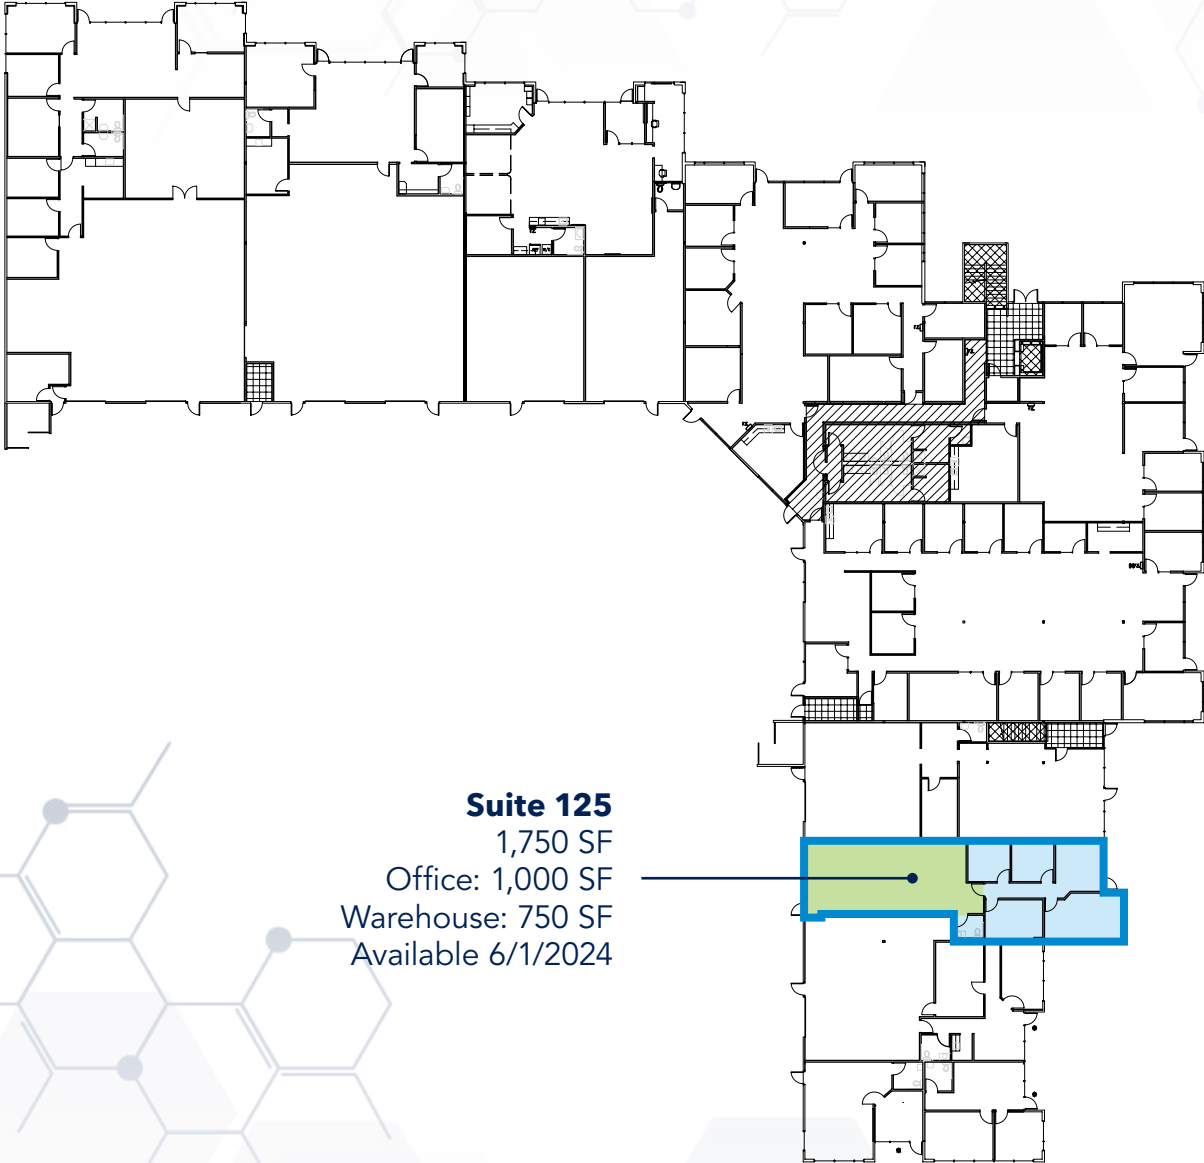 Suite 125
1,750 SF
Office: 1,000 SF
Warehouse: 750 SF
Available 6/1/2024